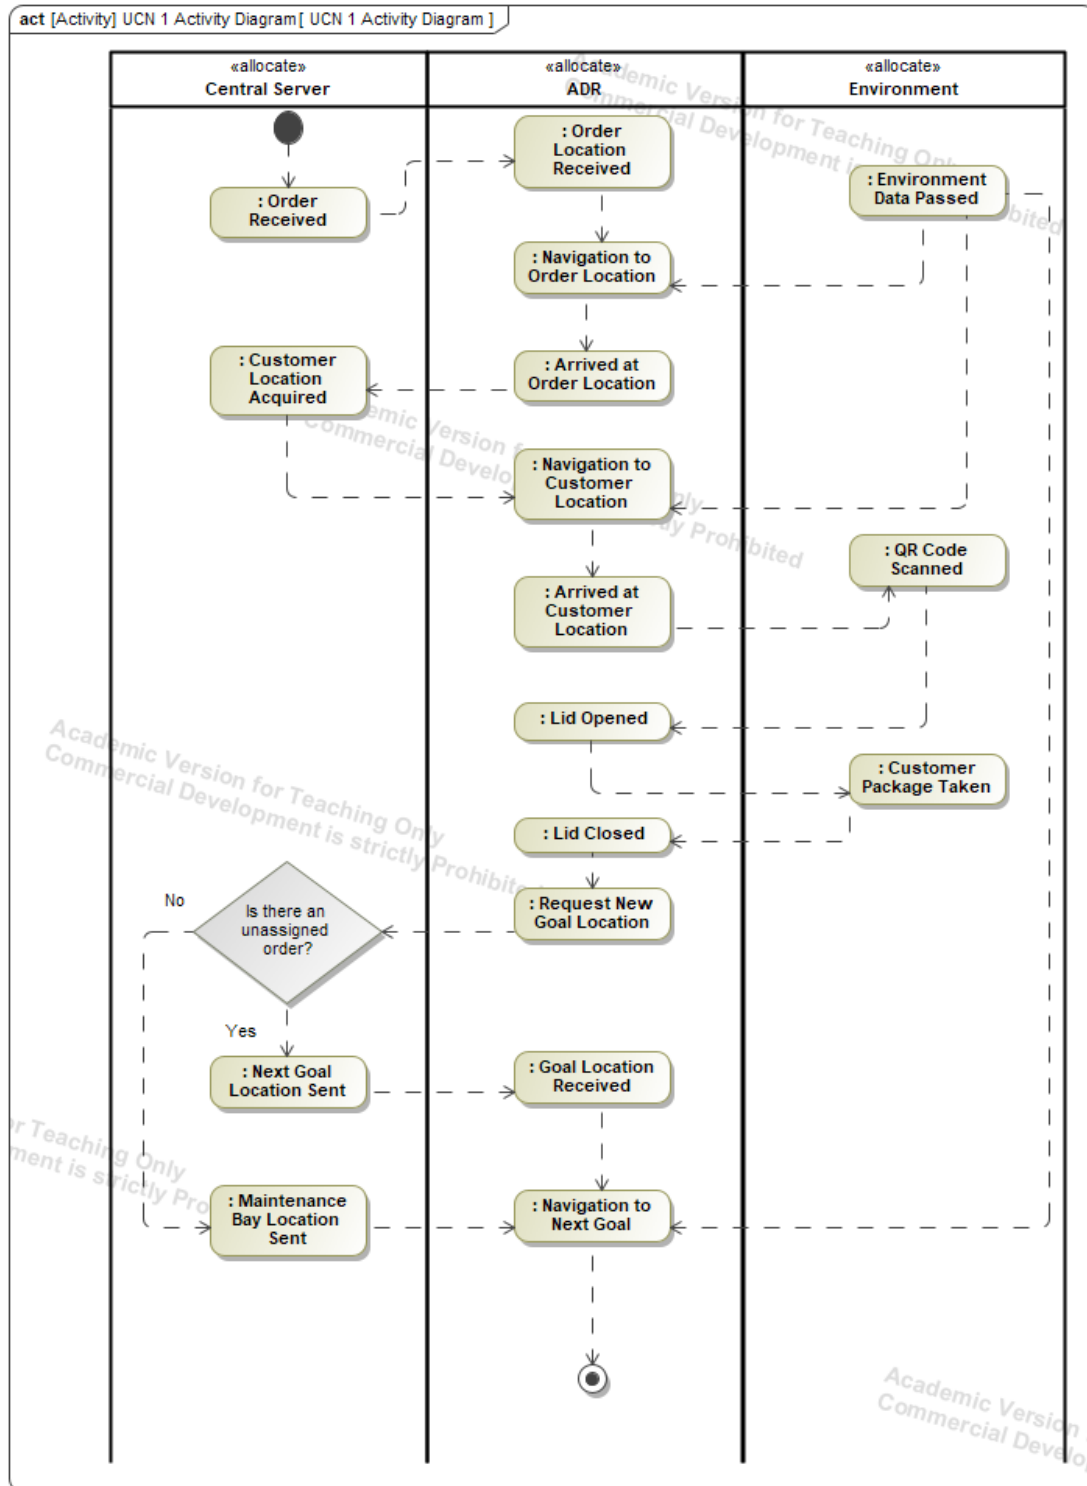 act [Activity] UCN 1 Activity Diagram[ UCN 1 Activity Diagram ]
«allocate»
Central Server
«allocate»
ADR
«allocate»
Environment
: Order
Location
Received
: Environment
Data Passed
: Order
Received
: Navigation to
Order Location
: Customer
Location
Acquired
: Arrived at
Order Location
: Navigation to
Customer
Location
: QR Code
Scanned
: Arrived at
Customer
Location
: Lid Opened
: Customer
Package Taken
: Lid Closed
No
Is there an
unassigned
order?
: Request New
Goal Location
Yes
: Next Goal
Location Sent
: Goal Location
Received
: Maintenance
Bay Location
Sent
: Navigation to
Next Goal
Academic Version for Teaching Only
Commercial Development is strictly Prohibited